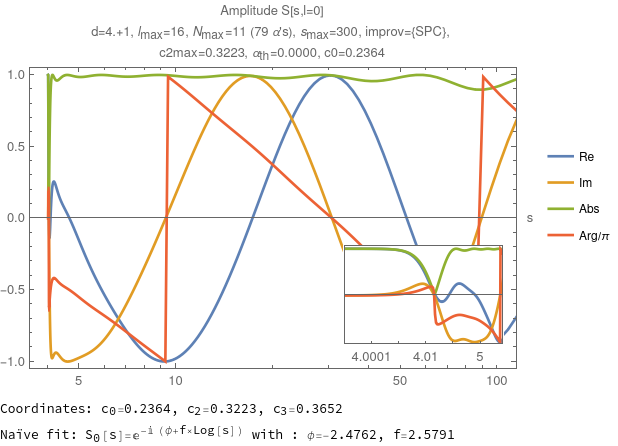 Amplitude S[s,l=0]
d=4.+1, lmax=16, Nmax=11 (79 α's), smax=300, improv={SPC},
c2max=0.3223, αth=0.0000, c0=0.2364
1.0
0.5
0.0
-0.5
-1.0
5
10
50
100
s
4.0001
4.01
5
Re
Im
Abs
Arg/π
Coordinates: c0=0.2364, c2=0.3223, c3=0.3652
Naïve fit: S0[s]=e^-i (ϕ+f×Log[s]) with : ϕ=-2.4762, f=2.5791